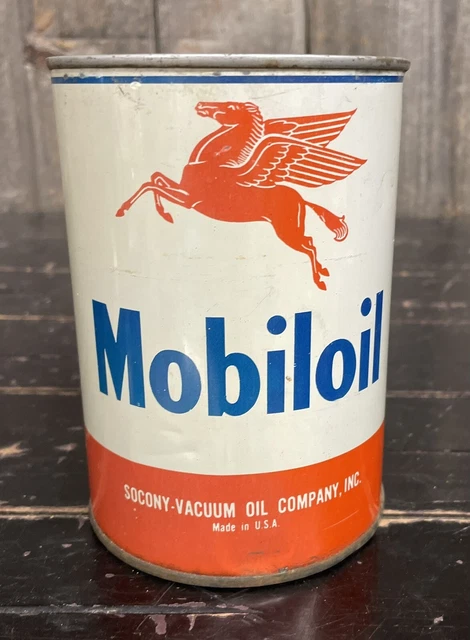 Mobiloil
SOCONY-VACUUM OIL COMPANY, INC.
Made in U.S.A.